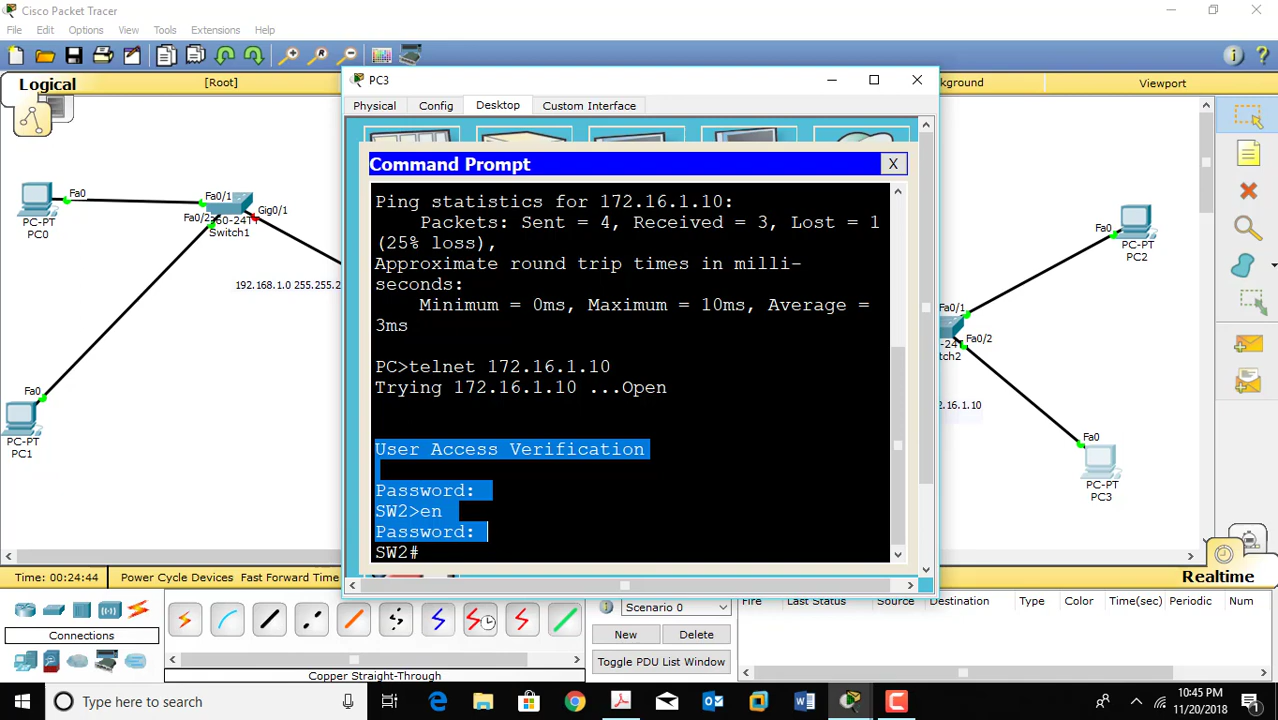 Cisco Packet Tracer
File Edit Options View Tools Extensions Help
Logical [Root] Viewport
PC3
Physical Config Desktop Custom Interface
Command Prompt X
Ping statistics for 172.16.1.10:
Packets: Sent = 4, Received = 3, Lost = 1
(25% loss),
Approximate round trip times in milli-
seconds:
Minimum = 0ms, Maximum = 10ms, Average =
3ms
PC>telnet 172.16.1.10
Trying 172.16.1.10 ...Open
User Access Verification
Password:
SW2>en
Password:
SW2#
Fa0
PC-PT
PC0
Fa0/1
Fa0/2
Gig0/1
Switch1
192.168.1.0 255.255.2
Fa0
PC-PT
PC1
Fa0
PC-PT
PC2
Fa0/1
Fa0/2
Fa0
PC-PT
PC3
Time: 00:24:44 Power Cycle Devices Fast Forward Time Realtime
Connections
Copper Straight-Through
Scenario 0
New Delete
Toggle PDU List Window
Fire Last Status Source Destination Type Color Time(sec) Periodic Num
Type here to search
10:45 PM
11/20/2018